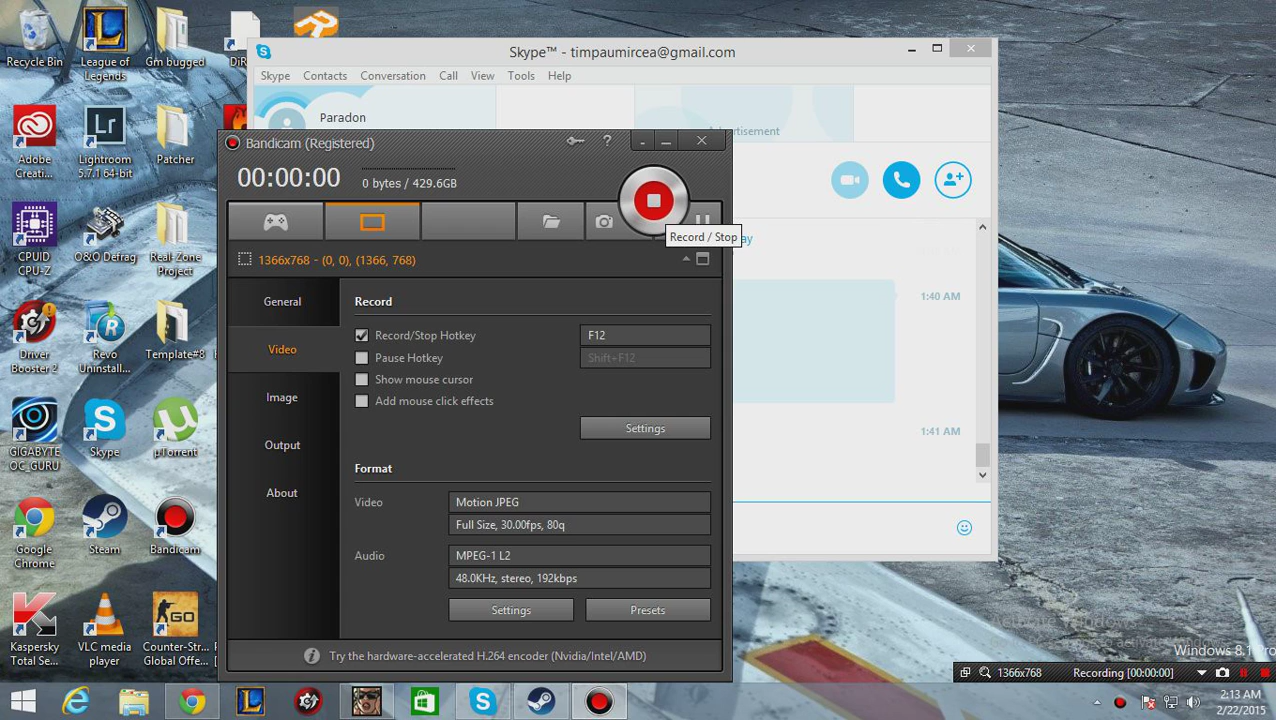 Recycle Bin
League of
Legends
Gm bugged
Skype™ - timpaumircea@gmail.com
Skype
Contacts
Conversation
Call
View
Tools
Help
Paradon
Adobe
Creati...
Lightroom
5.7.1 64-bit
Patcher
Bandicam (Registered)
?
00:00:00
0 bytes / 429.6GB
Record / Stop
1366x768 - (0, 0), (1366, 768)
CPUID
CPU-Z
O&O Defrag
Real-Zone
Project
General
Video
Image
Output
About
Record
Record/Stop Hotkey
F12
Pause Hotkey
Shift+F12
Show mouse cursor
Add mouse click effects
Settings
Format
Video
Motion JPEG
Full Size, 30.00fps, 80q
Audio
MPEG-1 L2
48.0KHz, stereo, 192kbps
Settings
Presets
Try the hardware-accelerated H.264 encoder (Nvidia/Intel/AMD)
1:40 AM
1:41 AM
Driver
Booster 2
Revo
Uninstall...
Template#8
GIGABYTE
OC_GURU
Skype
µTorrent
Google
Chrome
Steam
Bandicam
Kaspersky
Total Se...
VLC media
player
Counter-Str...
Global Offe...
Activate Windows
Windows 8.1 Pro
1366x768
Recording [00:00:00]
2:13 AM
2/22/2015